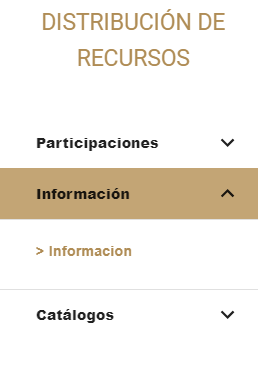 DISTRIBUCIÓN DE
RECURSOS
Participaciones
Información
> Informacion
Catálogos